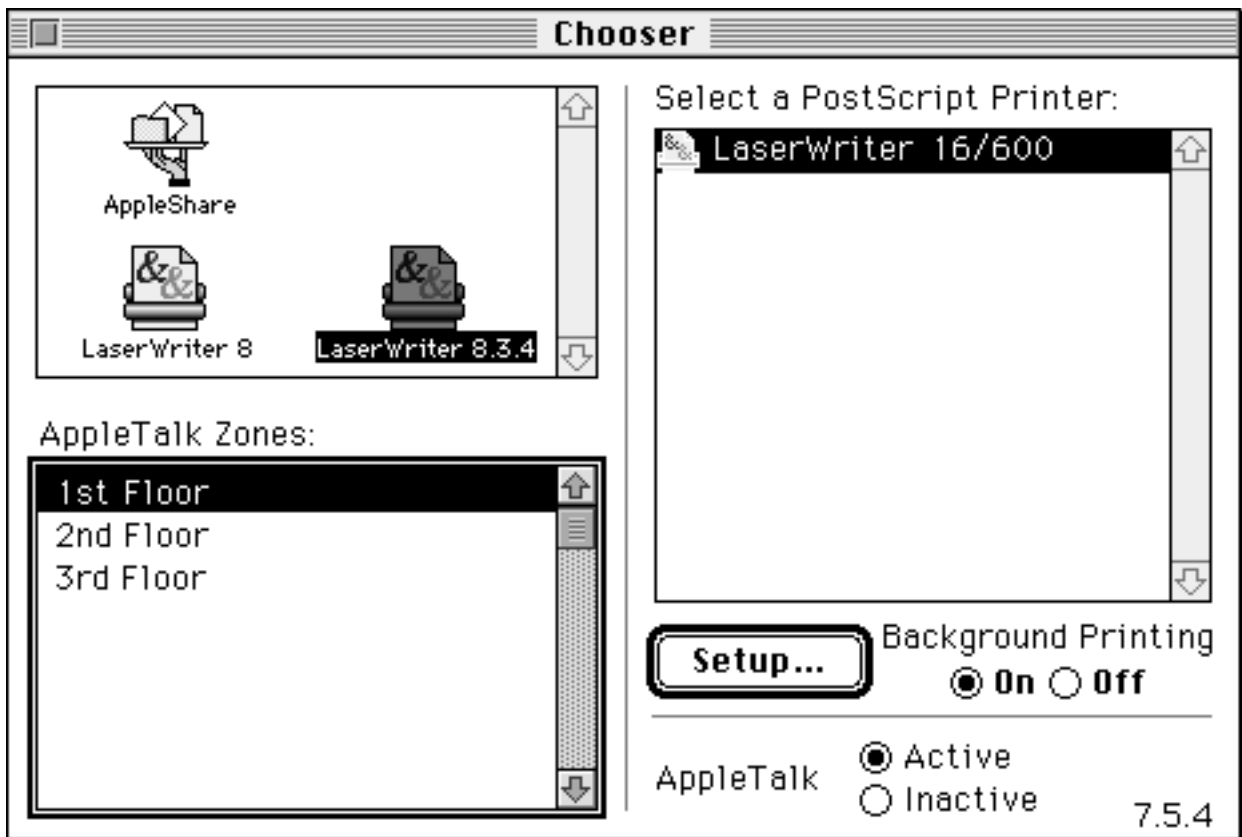 Chooser
AppleShare
LaserWriter 8
LaserWriter 8.3.4
AppleTalk Zones:
1st Floor
2nd Floor
3rd Floor
Select a PostScript Printer:
LaserWriter 16/600
Setup...
Background Printing
On Off
AppleTalk
Active
Inactive
7.5.4